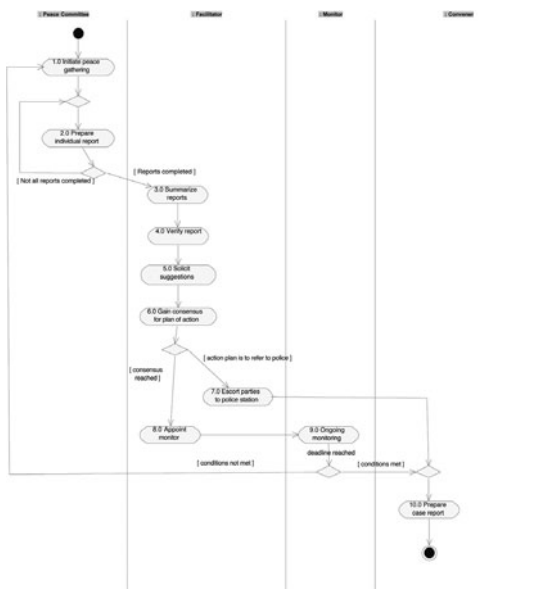 Peace Committee
Facilitator
Monitor
Convener
1.0 Initiate peace
gathering
2.0 Prepare
individual report
[ Not all reports completed ]
[ Reports completed ]
3.0 Summarize
reports
4.0 Verify report
5.0 Solicit
suggestions
6.0 Gain consensus
for plan of action
[ consensus
reached ]
[ action plan is to refer to police ]
7.0 Escort parties
to police station
8.0 Appoint
monitor
9.0 Ongoing
monitoring
deadline reached
[ conditions not met ]
[ conditions met ]
10.0 Prepare
case report